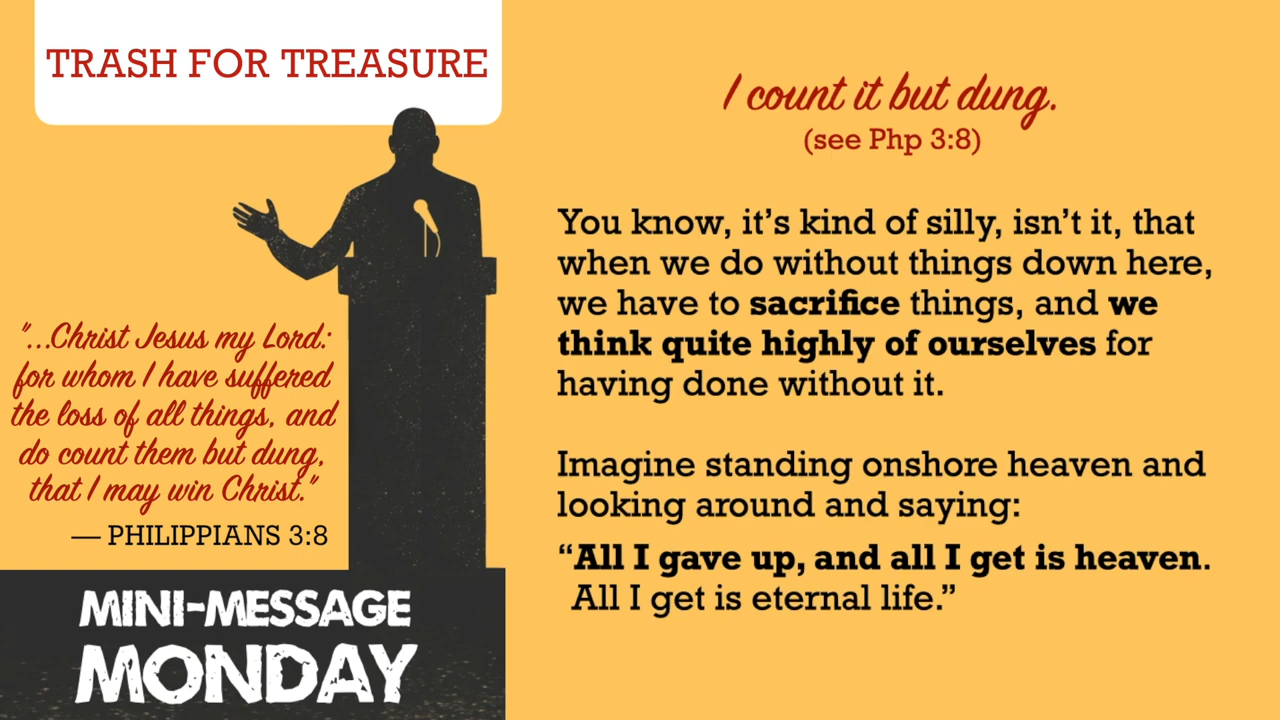 TRASH FOR TREASURE
"...Christ Jesus my Lord:
for whom I have suffered
the loss of all things, and
do count them but dung,
that I may win Christ."
— PHILIPPIANS 3:8
MINI-MESSAGE
MONDAY
I count it but dung.
(see Php 3:8)
You know, it’s kind of silly, isn’t it, that
when we do without things down here,
we have to sacrifice things, and we
think quite highly of ourselves for
having done without it.
Imagine standing onshore heaven and
looking around and saying:
“All I gave up, and all I get is heaven.
All I get is eternal life.”